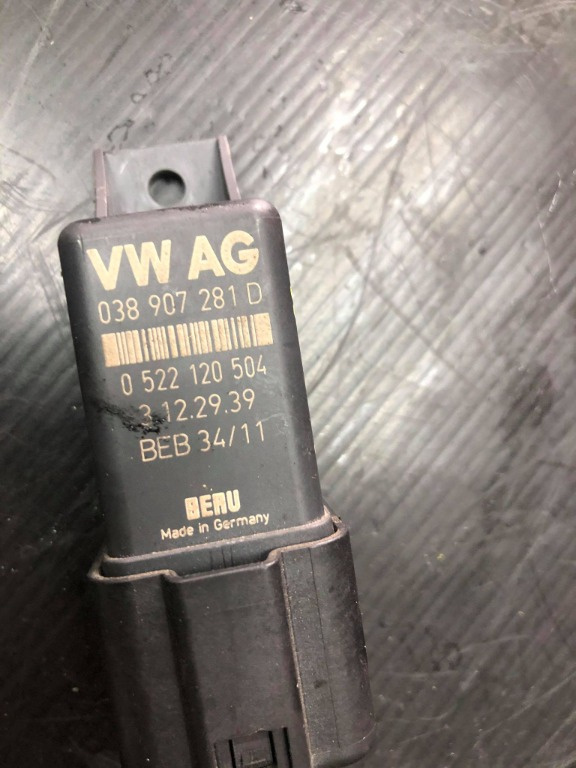 VW AG
038 907 281 D
0 522 120 504
3.12.29.39
BEB 34/11
BERU
Made in Germany